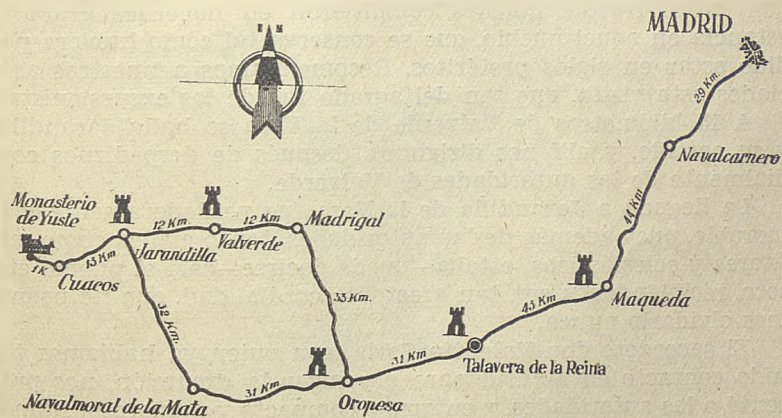 MADRID
29 Km.
Navalcarnero
44 Km.
Monasterio
de Yuste
Madrigal
12 Km.
12 Km.
Valverde
Jarandilla
13 Km.
1 K
Cuacos
33 Km.
Maqueda
43 Km.
32 Km.
Talavera de la Reina
31 Km.
31 Km.
Oropesa
Navalmoral de la Mata